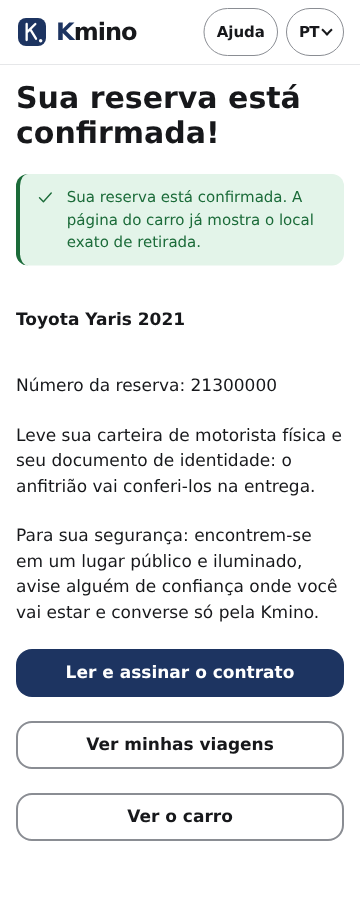 K. Kmino
Ajuda
PT
Sua reserva está
confirmada!
Sua reserva está confirmada. A
página do carro já mostra o local
exato de retirada.
Toyota Yaris 2021
Número da reserva: 21300000
Leve sua carteira de motorista física e
seu documento de identidade: o
anfitrião vai conferi-los na entrega.
Para sua segurança: encontrem-se
em um lugar público e iluminado,
avise alguém de confiança onde você
vai estar e converse só pela Kmino.
Ler e assinar o contrato
Ver minhas viagens
Ver o carro